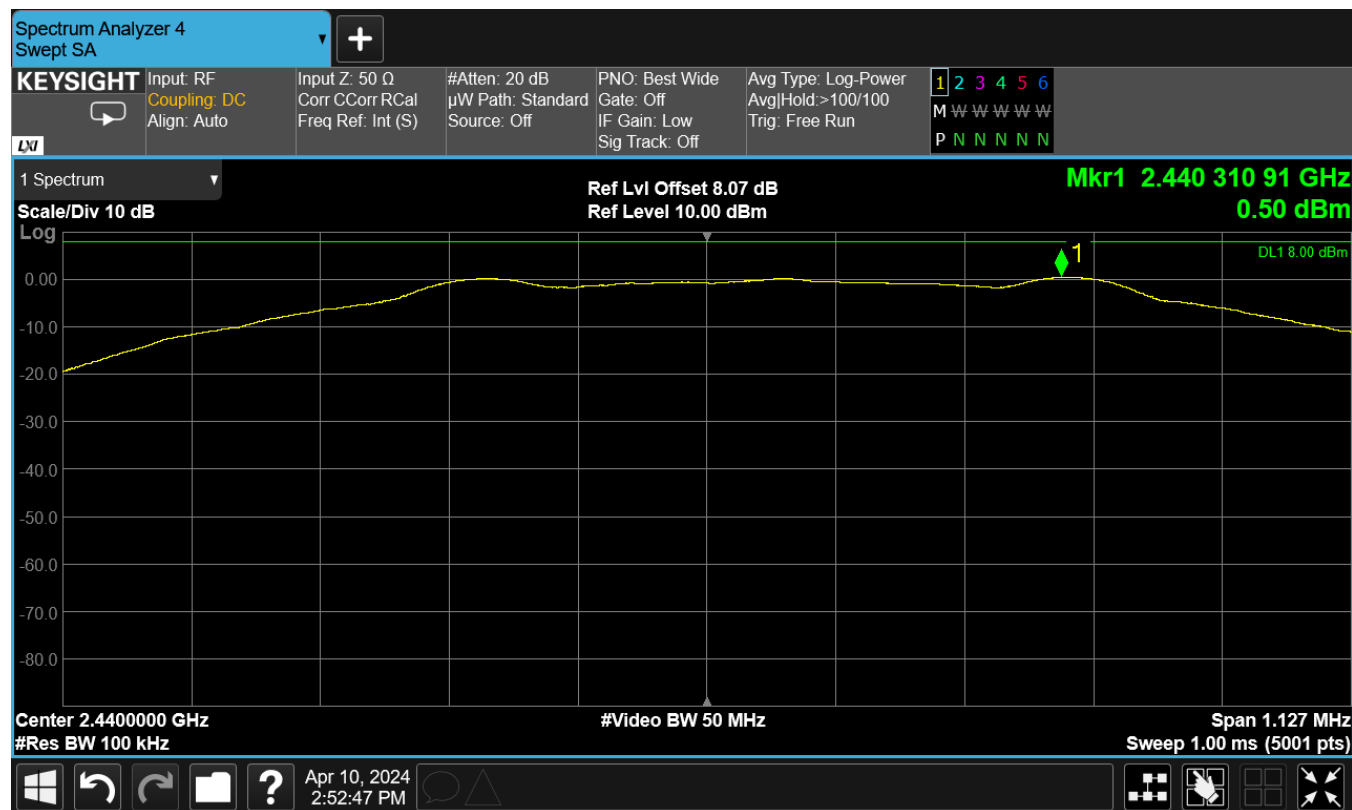 Spectrum Analyzer 4
Swept SA
KEYSIGHT
LXI
Input: RF
Coupling: DC
Align: Auto
Input Z: 50 Ω
Corr CCorr RCal
Freq Ref: Int (S)
#Atten: 20 dB
µW Path: Standard
Source: Off
PNO: Best Wide
Gate: Off
IF Gain: Low
Sig Track: Off
Avg Type: Log-Power
Avg|Hold:>100/100
Trig: Free Run
1 2 3 4 5 6
M W W W W W
P N N N N N
1 Spectrum
Scale/Div 10 dB
Log
Ref Lvl Offset 8.07 dB
Ref Level 10.00 dBm
Mkr1 2.440 310 91 GHz
0.50 dBm
1
DL1 8.00 dBm
0.00
-10.0
-20.0
-30.0
-40.0
-50.0
-60.0
-70.0
-80.0
Center 2.4400000 GHz
#Res BW 100 kHz
#Video BW 50 MHz
Span 1.127 MHz
Sweep 1.00 ms (5001 pts)
?
Apr 10, 2024
2:52:47 PM